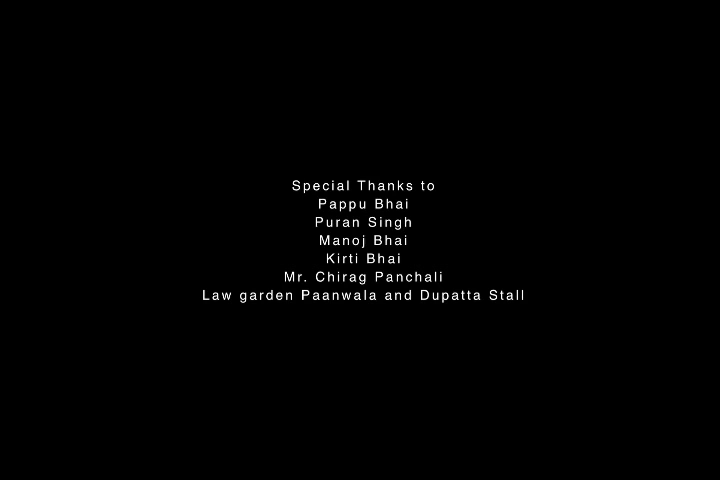 Special Thanks to
Pappu Bhai
Puran Singh
Manoj Bhai
Kirti Bhai
Mr. Chirag Panchali
Law garden Paanwala and Dupatta Stall